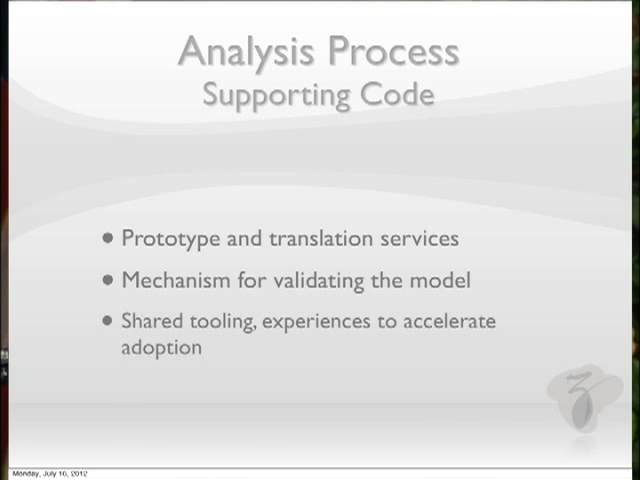 Analysis Process
Supporting Code
• Prototype and translation services
• Mechanism for validating the model
• Shared tooling, experiences to accelerate
adoption
3
Monday, July 16, 2012